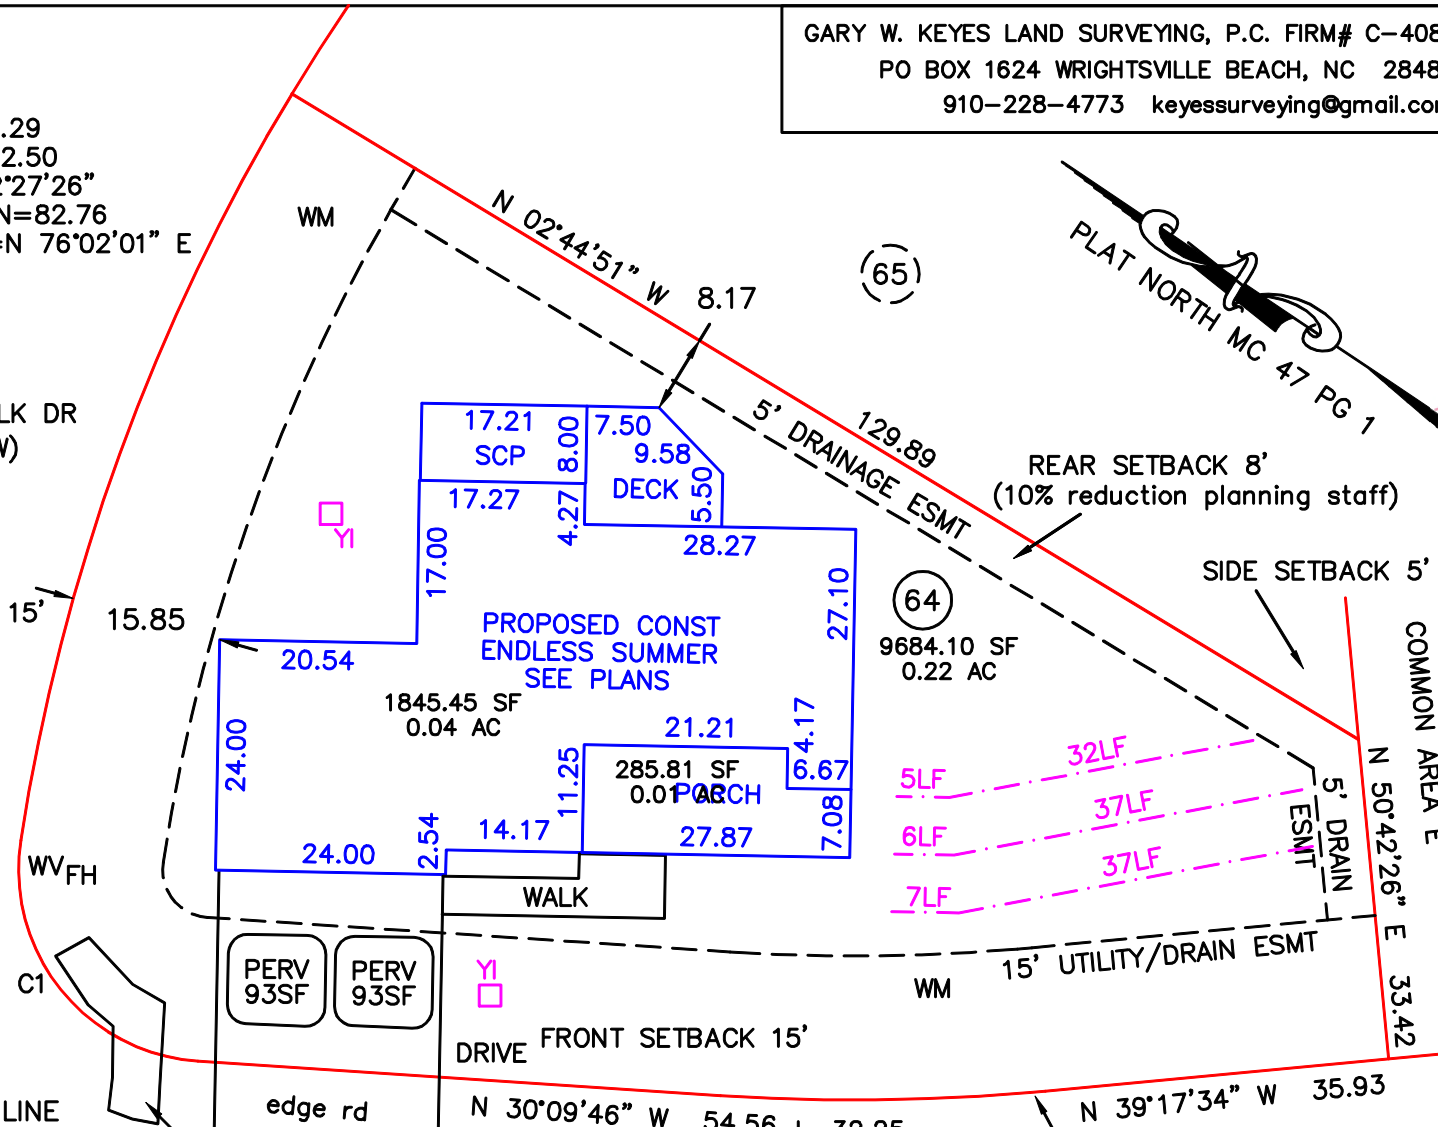 GARY W. KEYES LAND SURVEYING, P.C. FIRM# C-408
PO BOX 1624 WRIGHTSVILLE BEACH, NC 2848
910-228-4773 keyessurveying@gmail.com
.29
2.50
2°27'26"
N=82.76
=N 76°02'01" E
WM
N 02°44'51" W
8.17
65
PLAT NORTH MC 47 PG 1
LK DR
W)
17.21
SCP
8.00
7.50
9.58
DECK
5.50
5' DRAINAGE ESMT
129.89
REAR SETBACK 8'
(10% reduction planning staff)
17.27
4.27
28.27
YI
17.00
SIDE SETBACK 5'
15'
15.85
64
9684.10 SF
0.22 AC
27.10
PROPOSED CONST
ENDLESS SUMMER
SEE PLANS
20.54
COMMON AREA E
1845.45 SF
0.04 AC
24.00
21.21
4.17
11.25
285.81 SF
0.01 AC
PORCH
6.67
7.08
5LF
32LF
6LF
37LF
7LF
37LF
5' DRAIN
ESMT
N 50°42'26" E 33.42
24.00
2.54
14.17
27.87
WV
FH
WALK
C1
PERV
93SF
PERV
93SF
YI
WM
15' UTILITY/DRAIN ESMT
DRIVE
FRONT SETBACK 15'
LINE
edge rd
N 30°09'46" W 54.56
N 39°17'34" W 35.93